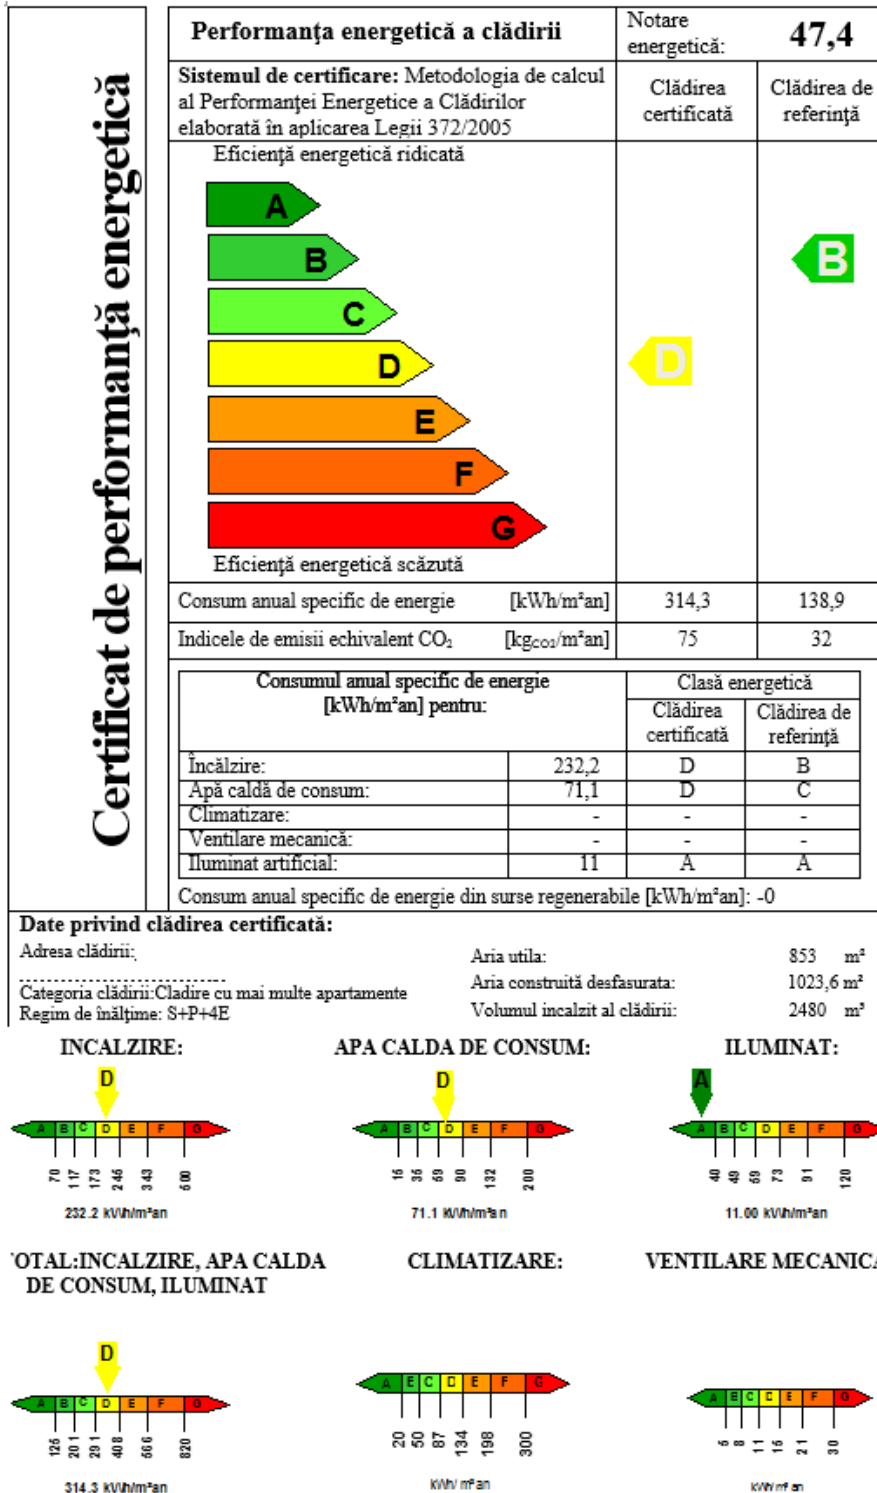 Certificat de performanţă energetică
Performanţa energetică a clădirii
Notare
energetică:
47,4
Sistemul de certificare: Metodologia de calcul
al Performanţei Energetice a Clădirilor
elaborată în aplicarea Legii 372/2005
Clădirea
certificată
Clădirea de
referinţă
Eficienţă energetică ridicată
A
B
B
C
D
D
E
F
G
Eficienţă energetică scăzută
Consum anual specific de energie [kWh/m²an] 314,3 138,9
Indicele de emisii echivalent CO₂ [kgCO2/m²an] 75 32
Consumul anual specific de energie
[kWh/m²an] pentru:
Clasă energetică
Clădirea
certificată
Clădirea de
referinţă
Încălzire: 232,2 D B
Apă caldă de consum: 71,1 D C
Climatizare: - - -
Ventilare mecanică: - - -
Iluminat artificial: 11 A A
Consum anual specific de energie din surse regenerabile [kWh/m²an]: -0
Date privind clădirea certificată:
Adresa clădirii:
Categoria clădirii:Cladire cu mai multe apartamente
Regim de înălţime: S+P+4E
Aria utila: 853 m²
Aria construită desfasurata: 1023,6 m²
Volumul incalzit al clădirii: 2480 m³
INCALZIRE: APA CALDA DE CONSUM: ILUMINAT:
D D A
A B C D E F G A B C D E F G A B C D E F G
70 117 173 245 343 500 15 35 59 90 132 200 40 49 59 73 91 120
232.2 kWh/m²an 71.1 kWh/m²an 11.00 kWh/m²an
OTAL:INCALZIRE, APA CALDA
DE CONSUM, ILUMINAT
CLIMATIZARE: VENTILARE MECANICA
D
A B C D E F G A E C D E F G A B C D E F G
125 201 291 408 566 820 20 50 87 134 198 300 5 8 11 15 21 30
314.3 kWh/m²an kWh/m²an kWh/m²an